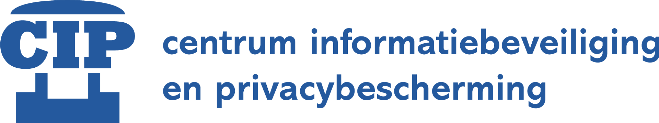 CIP
centrum informatiebeveiliging
en privacybescherming